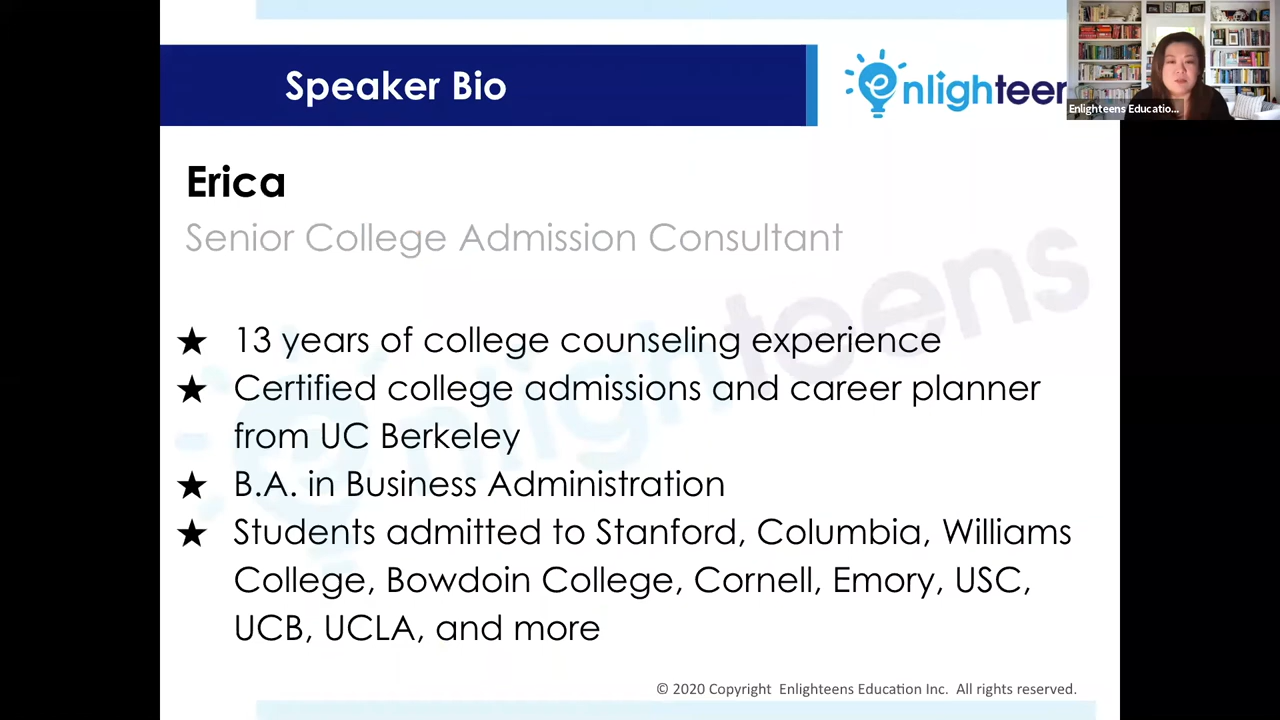 Speaker Bio
enlighteen
Enlighteens Educatio...
Erica
Senior College Admission Consultant
★ 13 years of college counseling experience
★ Certified college admissions and career planner
from UC Berkeley
★ B.A. in Business Administration
★ Students admitted to Stanford, Columbia, Williams
College, Bowdoin College, Cornell, Emory, USC,
UCB, UCLA, and more
enlighteens
© 2020 Copyright Enlighteens Education Inc. All rights reserved.